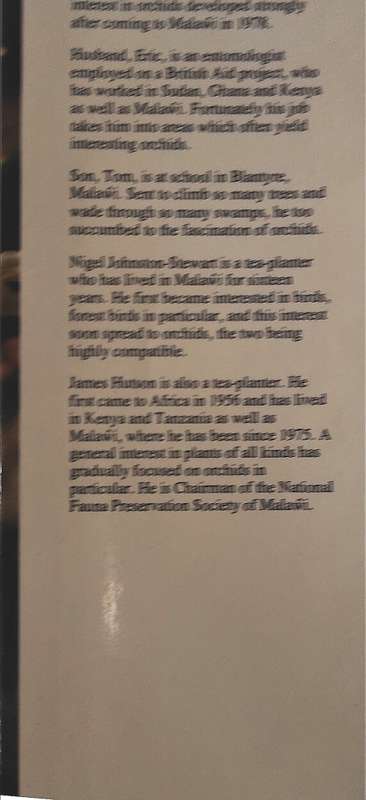 interest in orchids developed strongly
after coming to Malaŵi in 1978.
Husband, Eric, is an entomologist
employed on a British Aid project, who
has worked in Sudan, Ghana and Kenya
as well as Malaŵi. Fortunately his job
takes him into areas which often yield
interesting orchids.
Son, Tom, is at school in Blantyre,
Malaŵi. Sent to climb so many trees and
wade through so many swamps, he too
succumbed to the fascination of orchids.
Nigel Johnston-Stewart is a tea-planter
who has lived in Malaŵi for sixteen
years. He first became interested in birds,
forest birds in particular, and this interest
soon spread to orchids, the two being
highly compatible.
James Hutson is also a tea-planter. He
first came to Africa in 1956 and has lived
in Kenya and Tanzania as well as
Malaŵi, where he has been since 1975. A
general interest in plants of all kinds has
gradually focused on orchids in
particular. He is Chairman of the National
Fauna Preservation Society of Malaŵi.